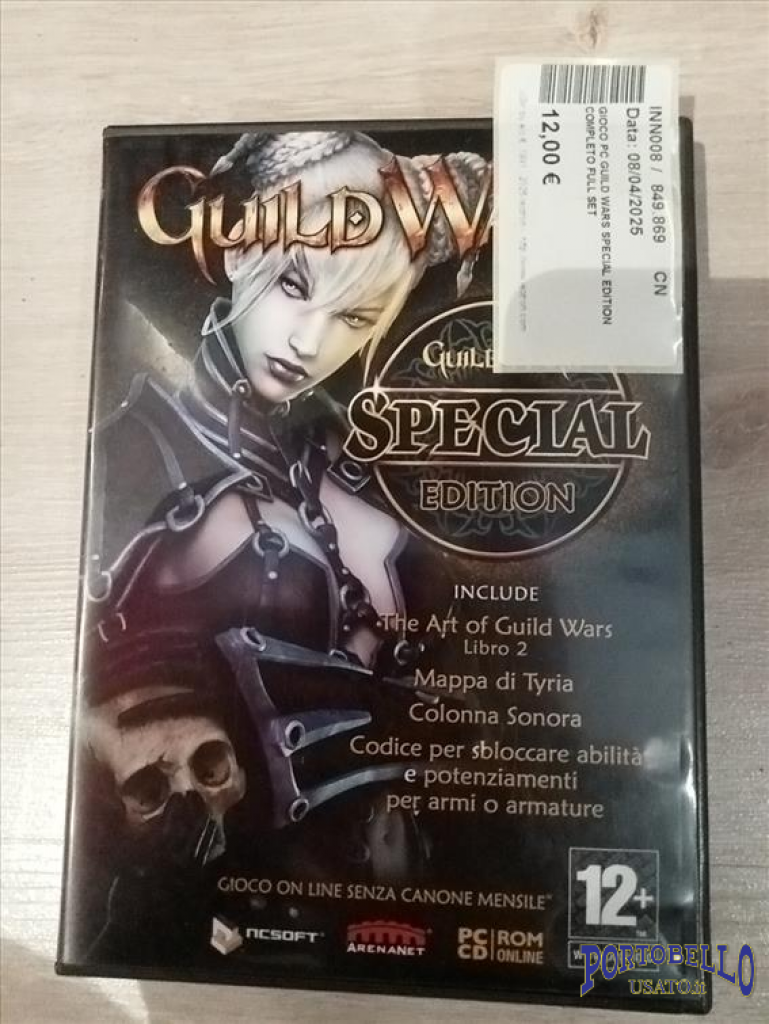 INN008 / 849.869 CN
Data: 08/04/2025
GIOCO PC GUILD WARS SPECIAL EDITION
COMPLETO FULL SET
12,00 €
GUILD WA
GUILD
SPECIAL
EDITION
INCLUDE
The Art of Guild Wars
Libro 2
Mappa di Tyria
Colonna Sonora
Codice per sbloccare abilità
e potenziamenti
per armi o armature
GIOCO ON LINE SENZA CANONE MENSILE*
12+
NCSOFT
ARENANET
PC CD ROM ONLINE
PORTOBELLO
USATO.it